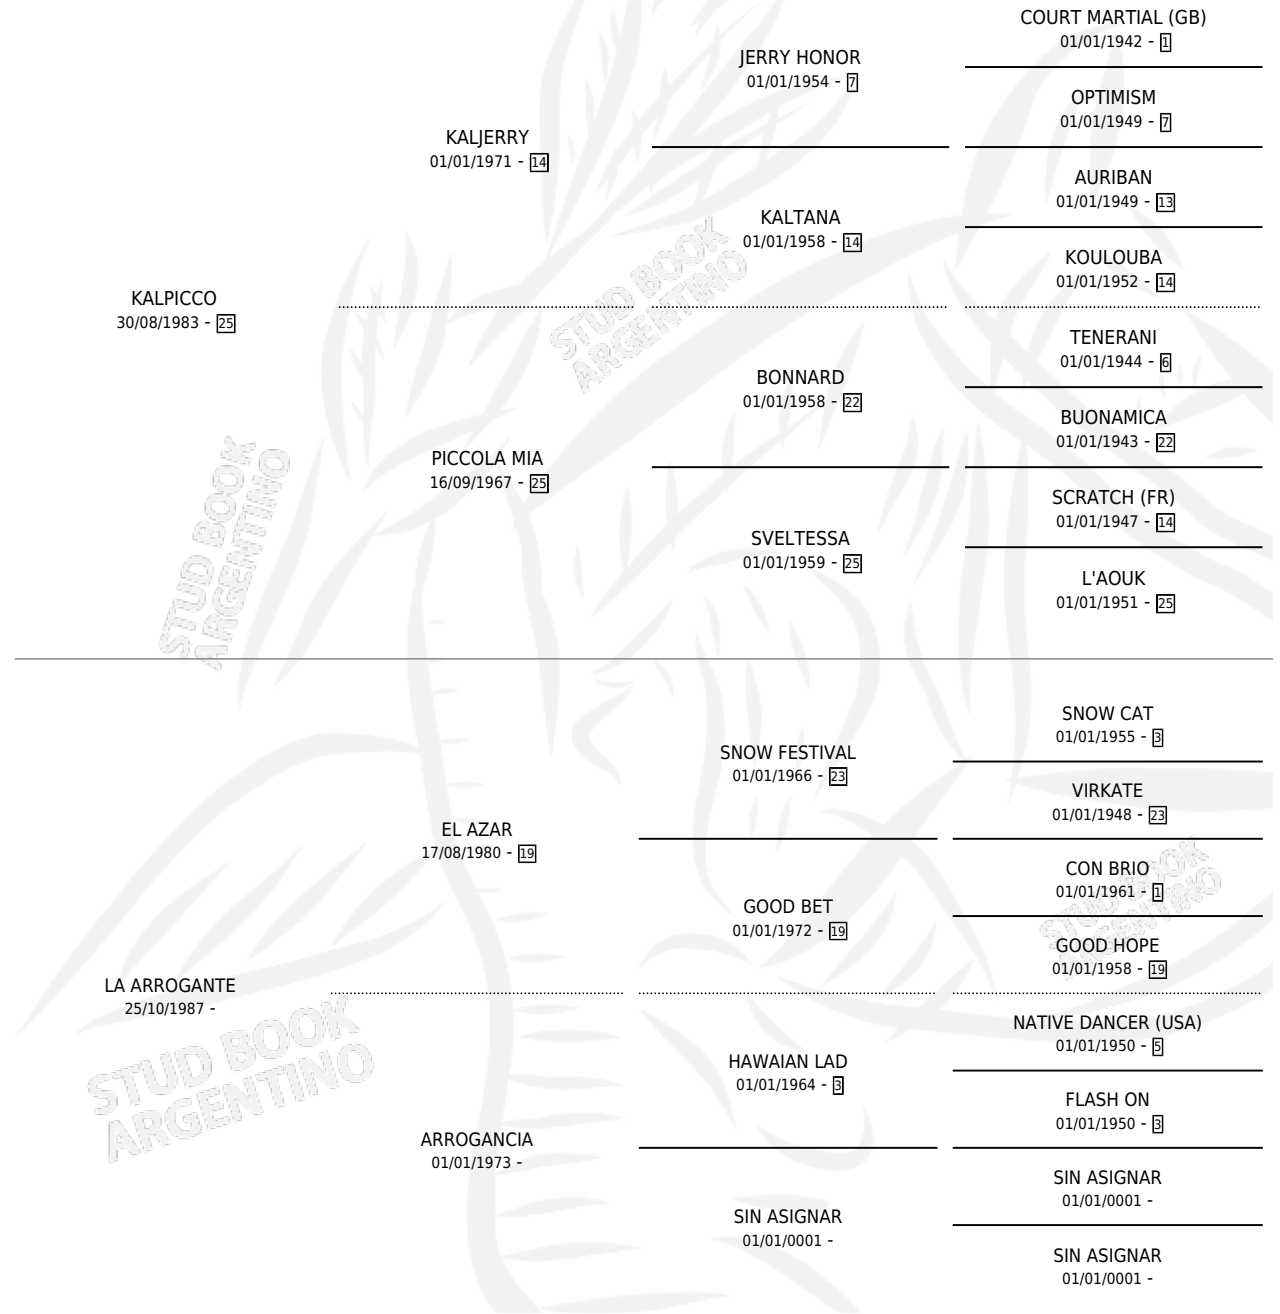 COURT MARTIAL (GB)
01/01/1942 - 1
JERRY HONOR
01/01/1954 - 7
OPTIMISM
01/01/1949 - 7
KALJERRY
01/01/1971 - 14
AURIBAN
01/01/1949 - 13
KALTANA
01/01/1958 - 14
KOULOUBA
01/01/1952 - 14
KALPICCO
30/08/1983 - 25
TENERANI
01/01/1944 - 6
BONNARD
01/01/1958 - 22
BUONAMICA
01/01/1943 - 22
PICCOLA MIA
16/09/1967 - 25
SCRATCH (FR)
01/01/1947 - 14
SVELTESSA
01/01/1959 - 25
L'AOUK
01/01/1951 - 25
SNOW CAT
01/01/1955 - 3
SNOW FESTIVAL
01/01/1966 - 23
VIRKATE
01/01/1948 - 23
EL AZAR
17/08/1980 - 19
CON BRIO
01/01/1961 - 1
GOOD BET
01/01/1972 - 19
GOOD HOPE
01/01/1958 - 19
LA ARROGANTE
25/10/1987 -
NATIVE DANCER (USA)
01/01/1950 - 5
HAWAIAN LAD
01/01/1964 - 3
FLASH ON
01/01/1950 - 3
ARROGANCIA
01/01/1973 -
SIN ASIGNAR
01/01/0001 -
SIN ASIGNAR
01/01/0001 -
SIN ASIGNAR
01/01/0001 -
STUD BOOK
ARGENTINO
STUD BOOK
ARGENTINO
STUD BOOK
ARGENTINO
STUD BOOK
ARGENTINO